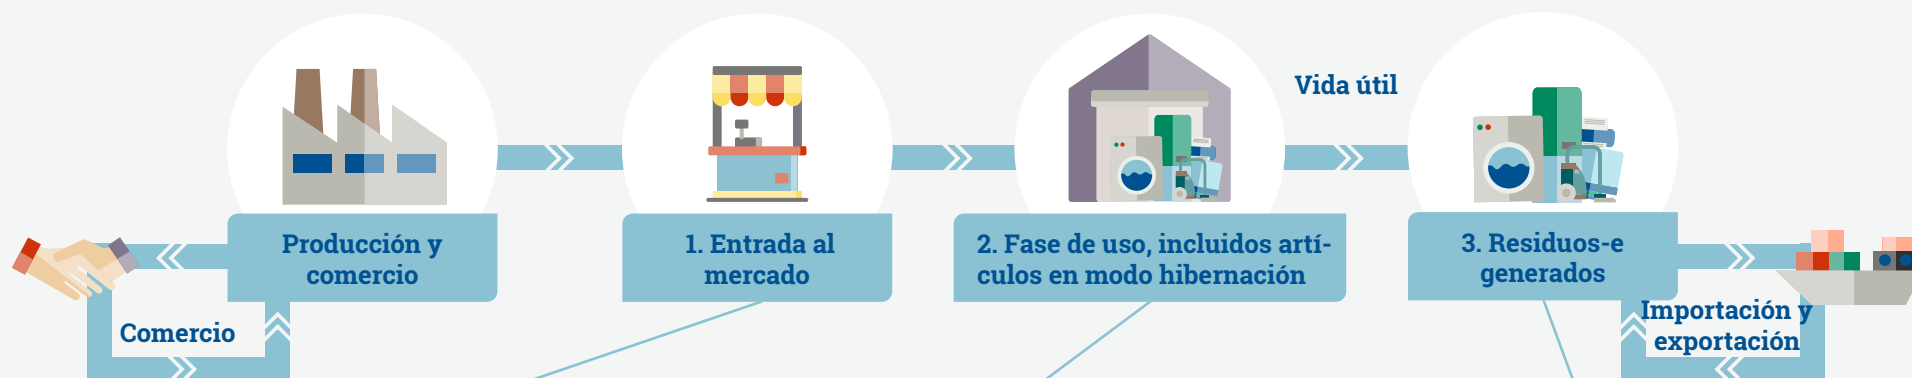 Vida útil
Producción y
comercio
1. Entrada al
mercado
2. Fase de uso, incluidos artí-
culos en modo hibernación
3. Residuos-e
generados
Comercio
Importación y
exportación